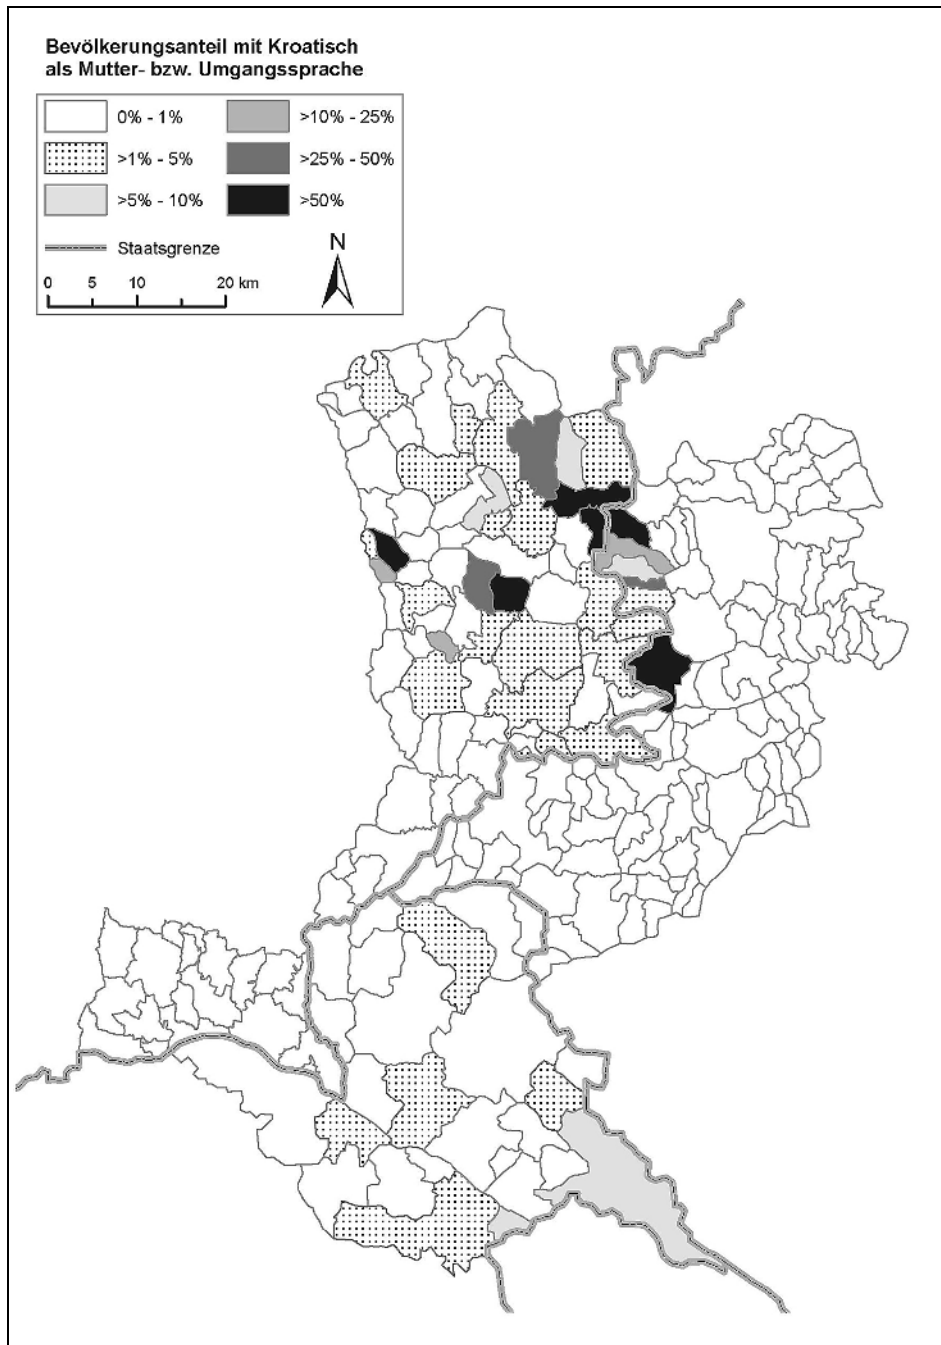 Bevölkerungsanteil mit Kroatisch
als Mutter- bzw. Umgangssprache
0% - 1%
>10% - 25%
>1% - 5%
>25% - 50%
>5% - 10%
>50%
Staatsgrenze
N
0 5 10 20 km